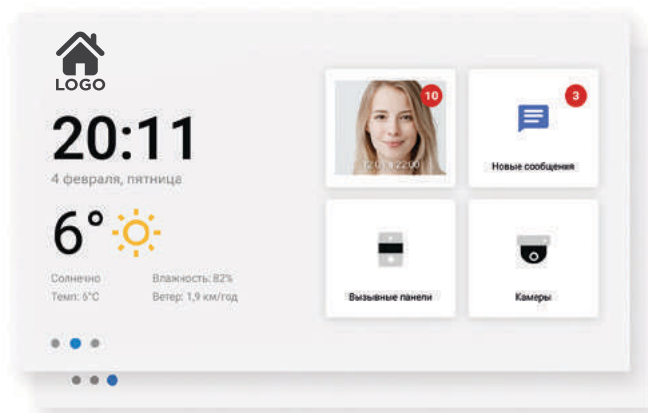 LOGO
20:11
4 февраля, пятница
6°
Солнечно
Влажность: 82%
Темп: 6°C
Ветер: 1,9 км/год
10
3
Новые сообщения
Вызывные панели
Камеры